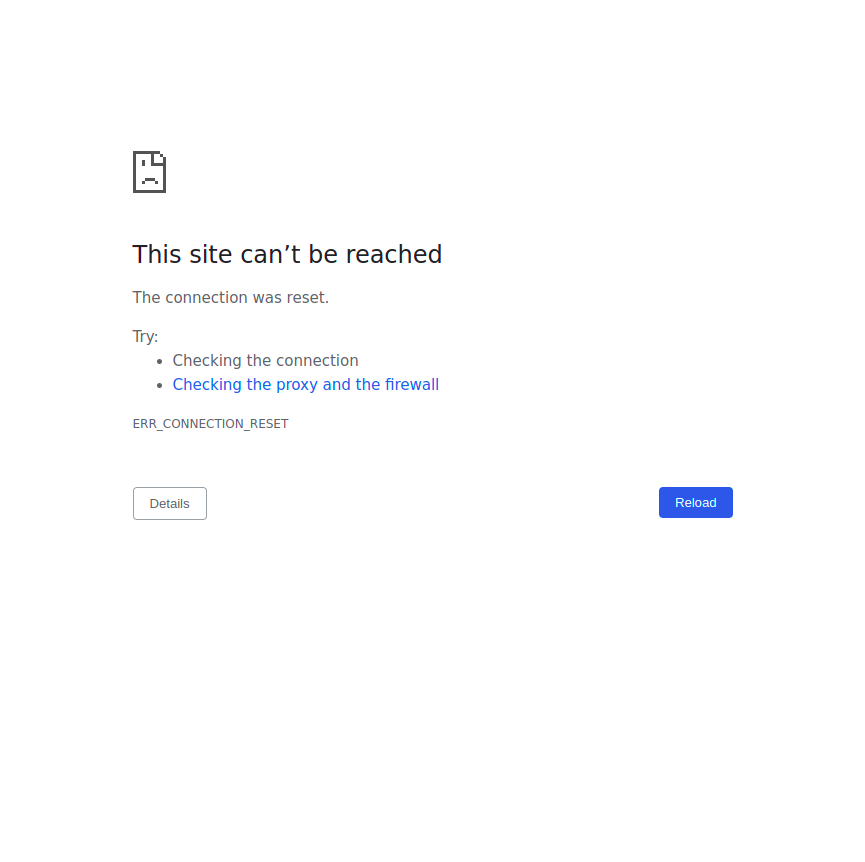 This site can’t be reached
The connection was reset.
Try:
Checking the connection
Checking the proxy and the firewall
ERR_CONNECTION_RESET
Details
Reload